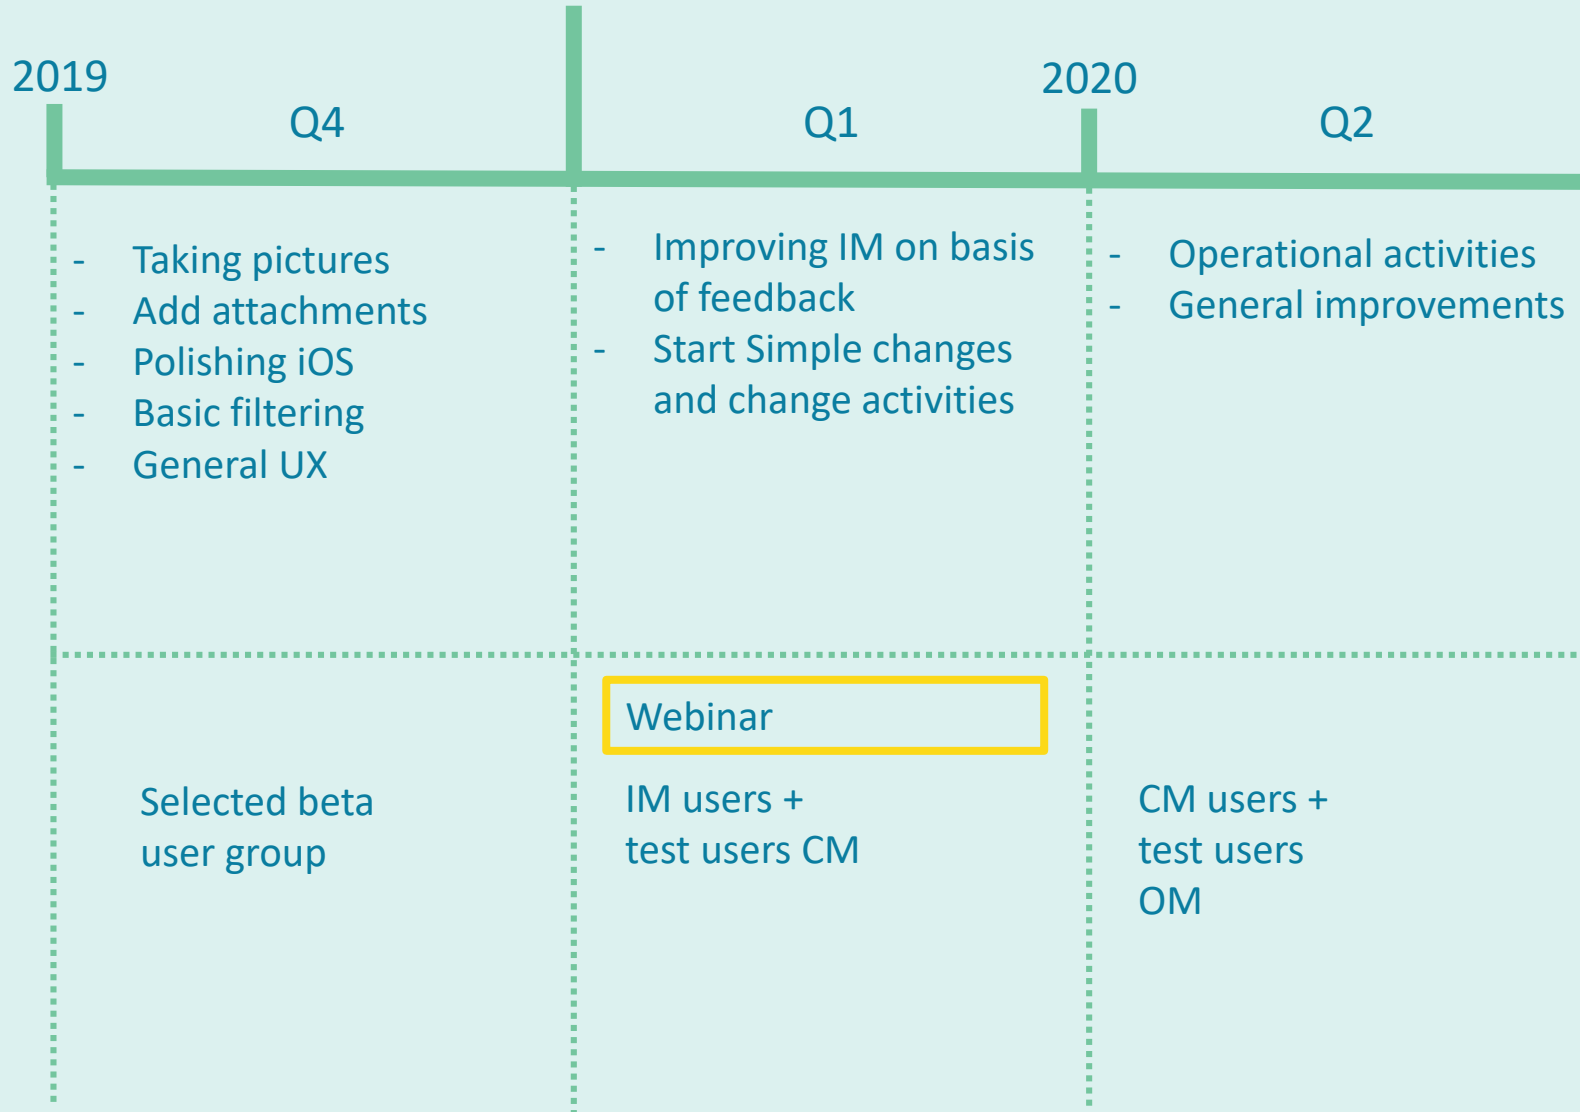 2019
2020
Q4
Q1
Q2
- Taking pictures
- Add attachments
- Polishing iOS
- Basic filtering
- General UX
- Improving IM on basis
of feedback
- Start Simple changes
and change activities
- Operational activities
- General improvements
Selected beta
user group
Webinar
IM users +
test users CM
CM users +
test users
OM